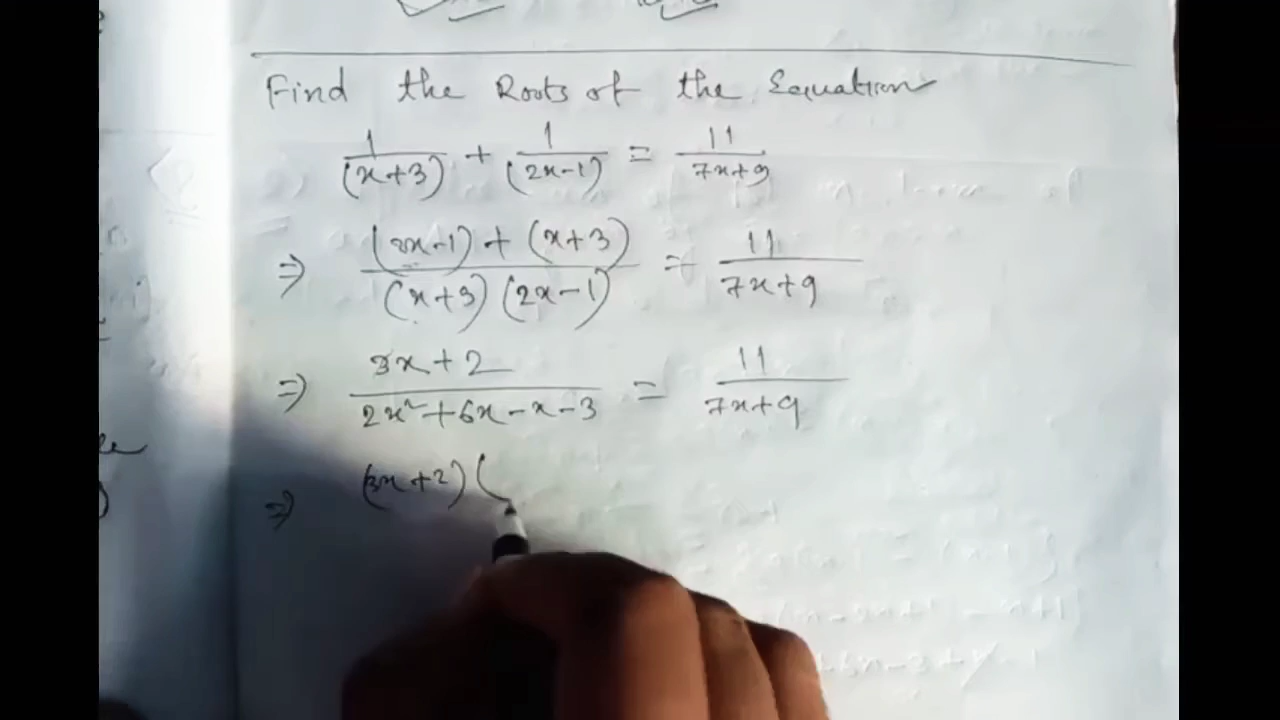 Find the Roots of the Equation
1/(x+3) + 1/(2x-1) = 11/7x+9
⇒ (2x-1) + (x+3)/(x+3)(2x-1) = 11/7x+9
⇒ 3x+2/2x²+6x-x-3 = 11/7x+9
⇒ (3x+2)(